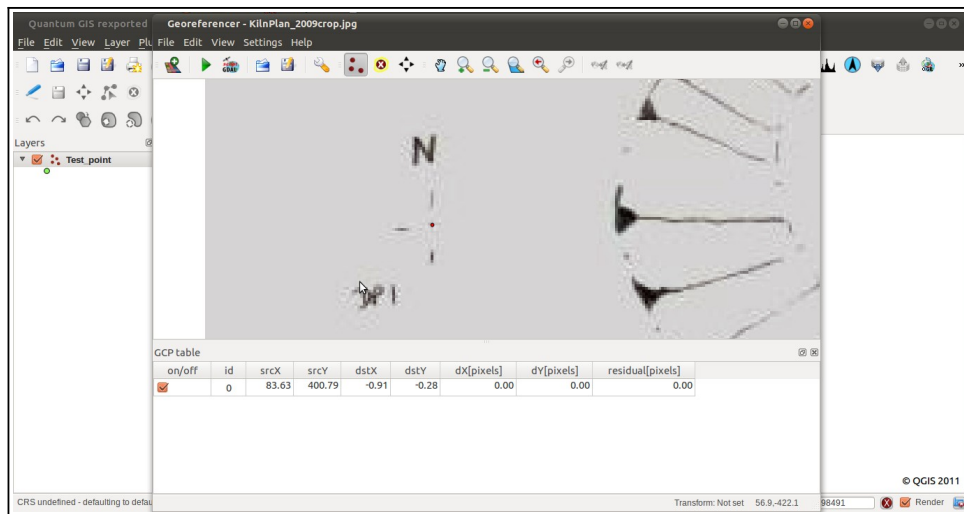 Quantum GIS rexported
Georeferencer - KilnPlan_2009crop.jpg
File Edit View Layer Plu
File Edit View Settings Help
Layers
Test_point
N
GCP table
on/off id srcX srcY dstX dstY dX[pixels] dY[pixels] residual[pixels]
0 83.63 400.79 -0.91 -0.28 0.00 0.00 0.00
© QGIS 2011
CRS undefined - defaulting to defau
Transform: Not set 56.9,-422.1
98491
Render